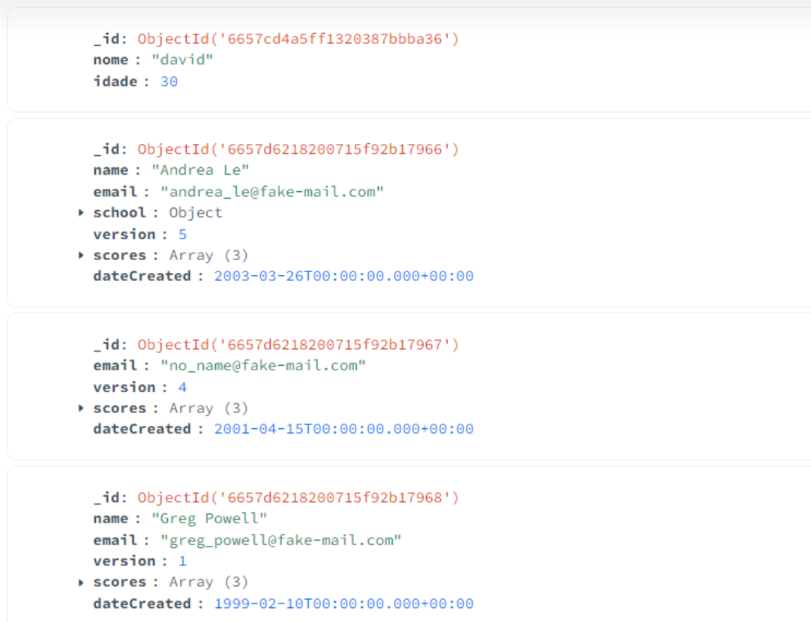 _id: ObjectId('6657cd4a5ff1320387bbba36')
nome : "david"
idade : 30
_id: ObjectId('6657d6218200715f92b17966')
name : "Andrea Le"
email : "andrea_le@fake-mail.com"
school : Object
version : 5
scores : Array (3)
dateCreated : 2003-03-26T00:00:00.000+00:00
_id: ObjectId('6657d6218200715f92b17967')
email : "no_name@fake-mail.com"
version : 4
scores : Array (3)
dateCreated : 2001-04-15T00:00:00.000+00:00
_id: ObjectId('6657d6218200715f92b17968')
name : "Greg Powell"
email : "greg_powell@fake-mail.com"
version : 1
scores : Array (3)
dateCreated : 1999-02-10T00:00:00.000+00:00